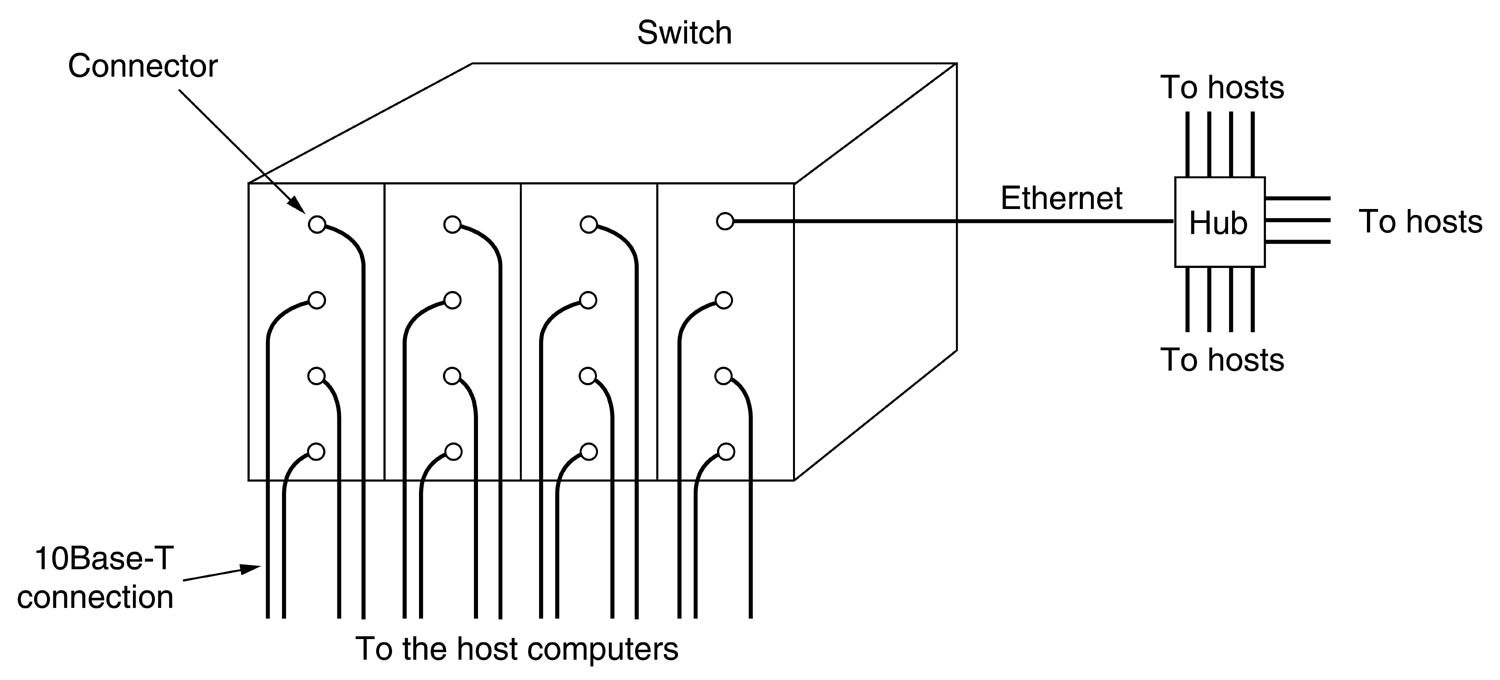 Switch
Connector
To hosts
Ethernet
Hub
To hosts
To hosts
10Base-T
connection
To the host computers